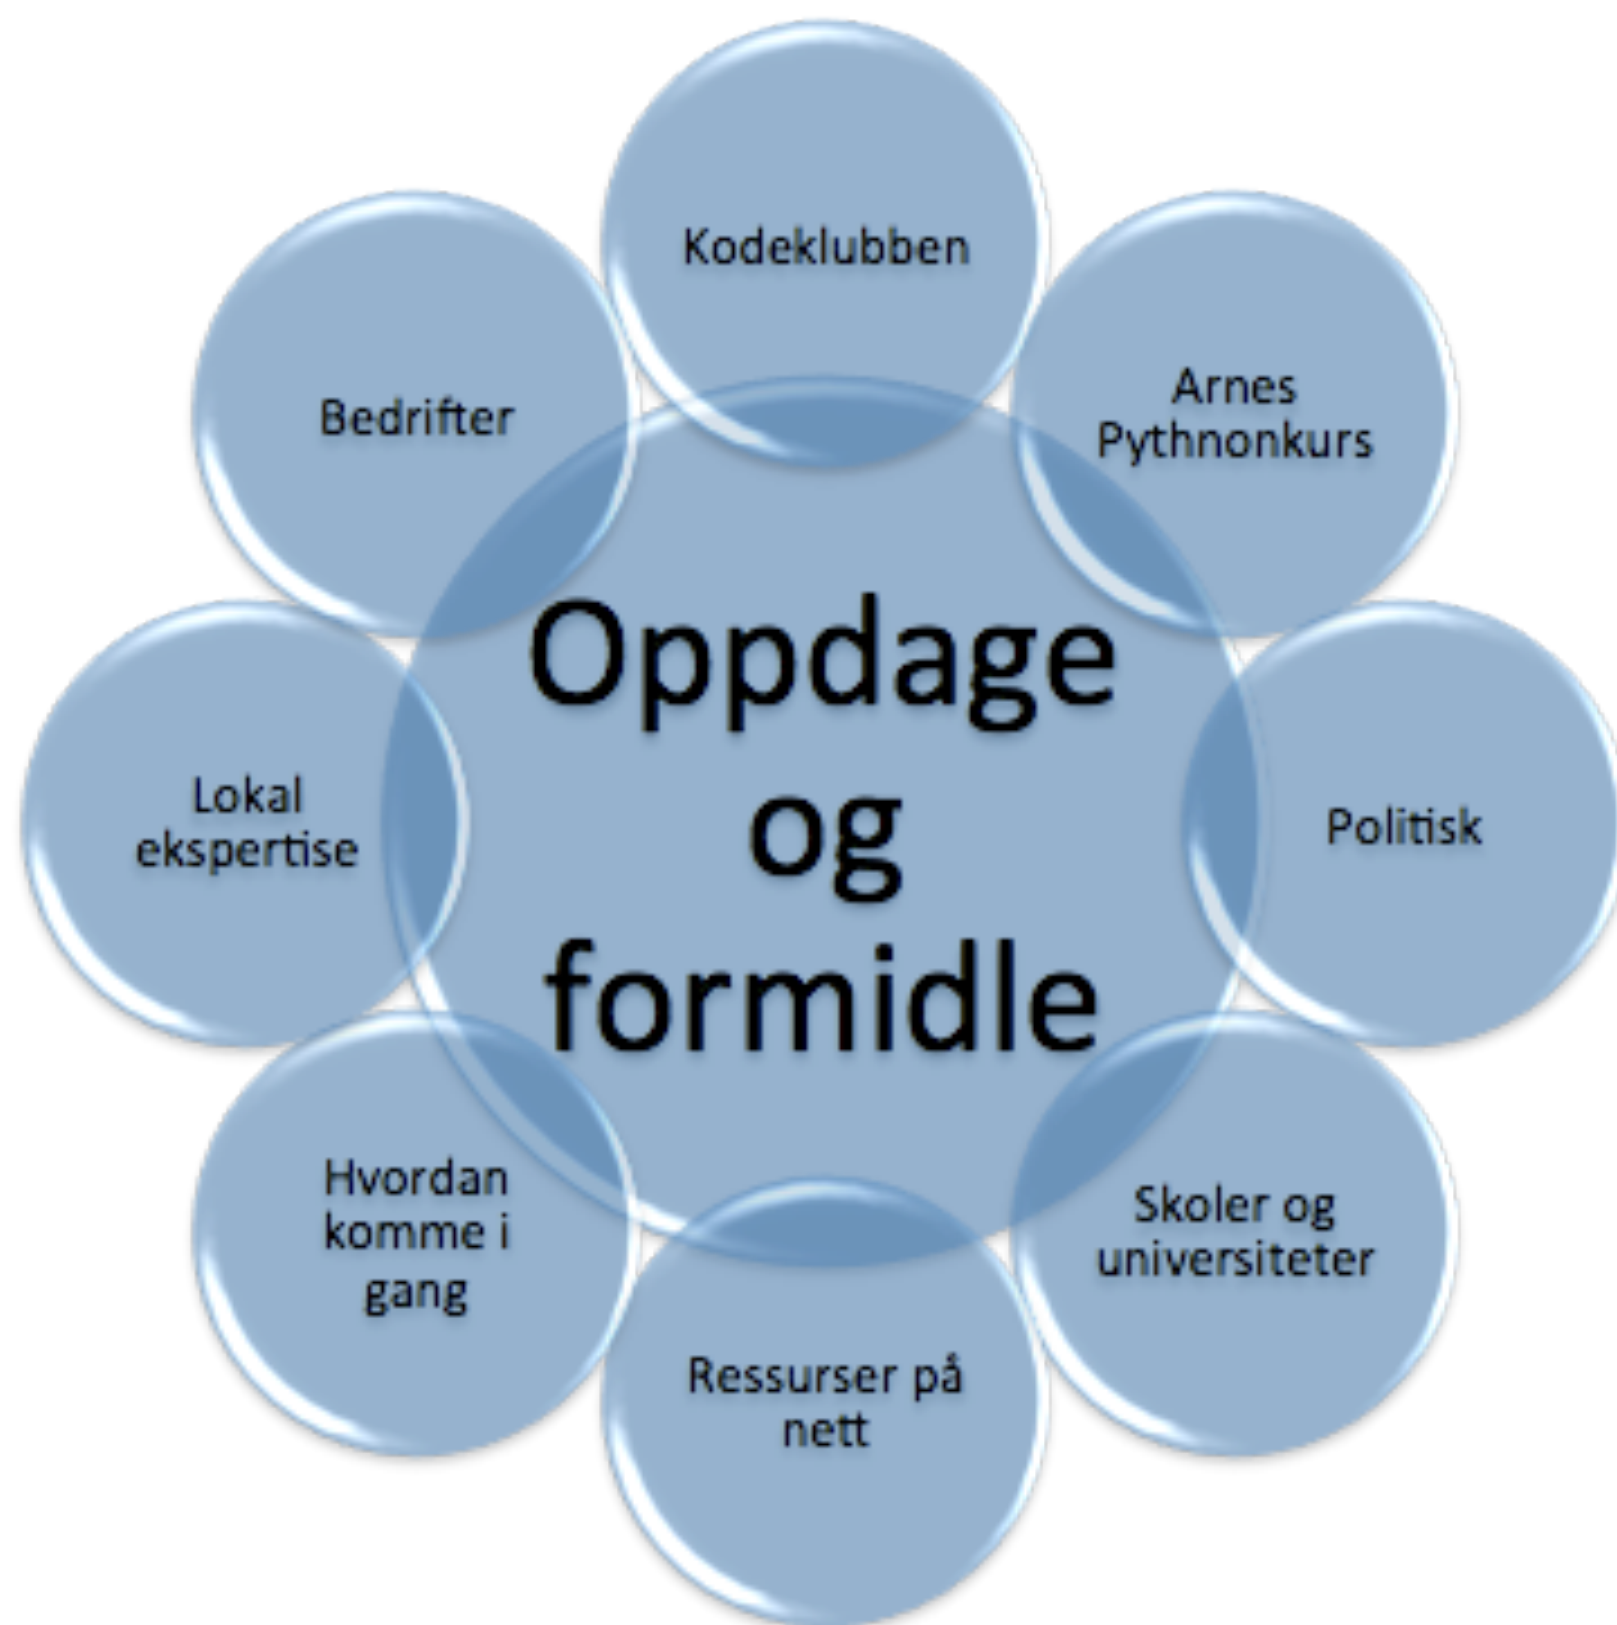 Kodeklubben
Arnes
Pythnonkurs
Politisk
Skoler og
universiteter
Ressurser på
nett
Hvordan
komme i
gang
Lokal
ekspertise
Bedrifter
Oppdage
og
formidle